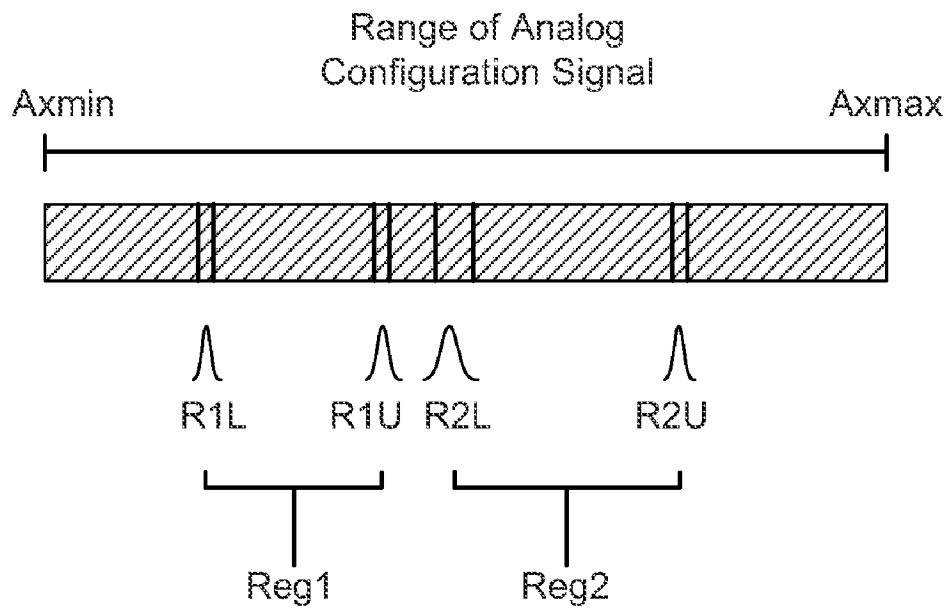 Range of Analog
Configuration Signal
Axmin
Axmax
R1L
R1U
R2L
R2U
Reg1
Reg2